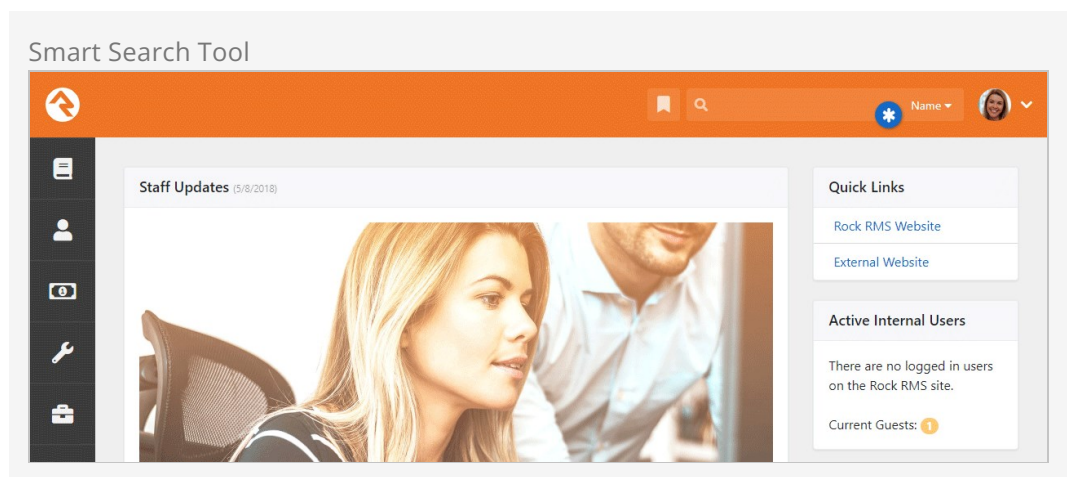 Smart Search Tool
Name
Staff Updates (5/8/2018)
Quick Links
Rock RMS Website
External Website
Active Internal Users
There are no logged in users
on the Rock RMS site.
Current Guests: 1